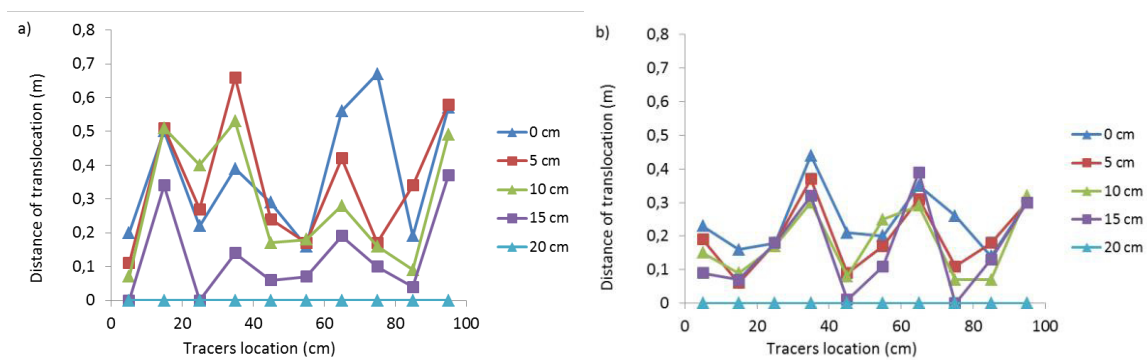 a)
Distance of translocation (m)
0,8
0,7
0,6
0,5
0,4
0,3
0,2
0,1
0
0 20 40 60 80 100
Tracers location (cm)
0 cm
5 cm
10 cm
15 cm
20 cm
b)
Distance of translocation (m)
0,8
0,7
0,6
0,5
0,4
0,3
0,2
0,1
0
0 20 40 60 80 100
Tracers location (cm)
0 cm
5 cm
10 cm
15 cm
20 cm